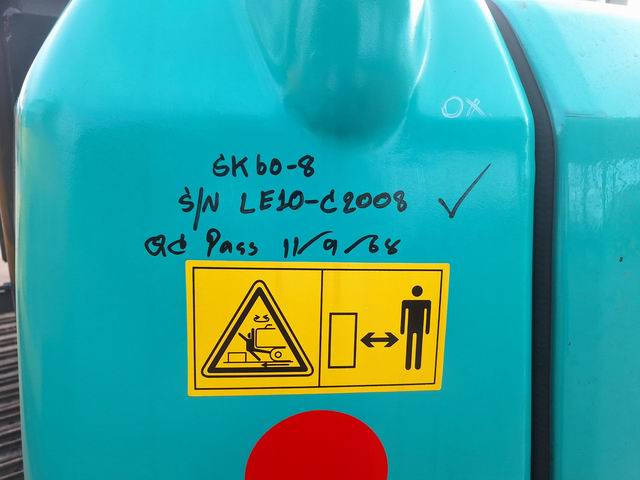 OX
SK60-8
S/N LE10-C2008 ✓
QC Pass 11/9/68